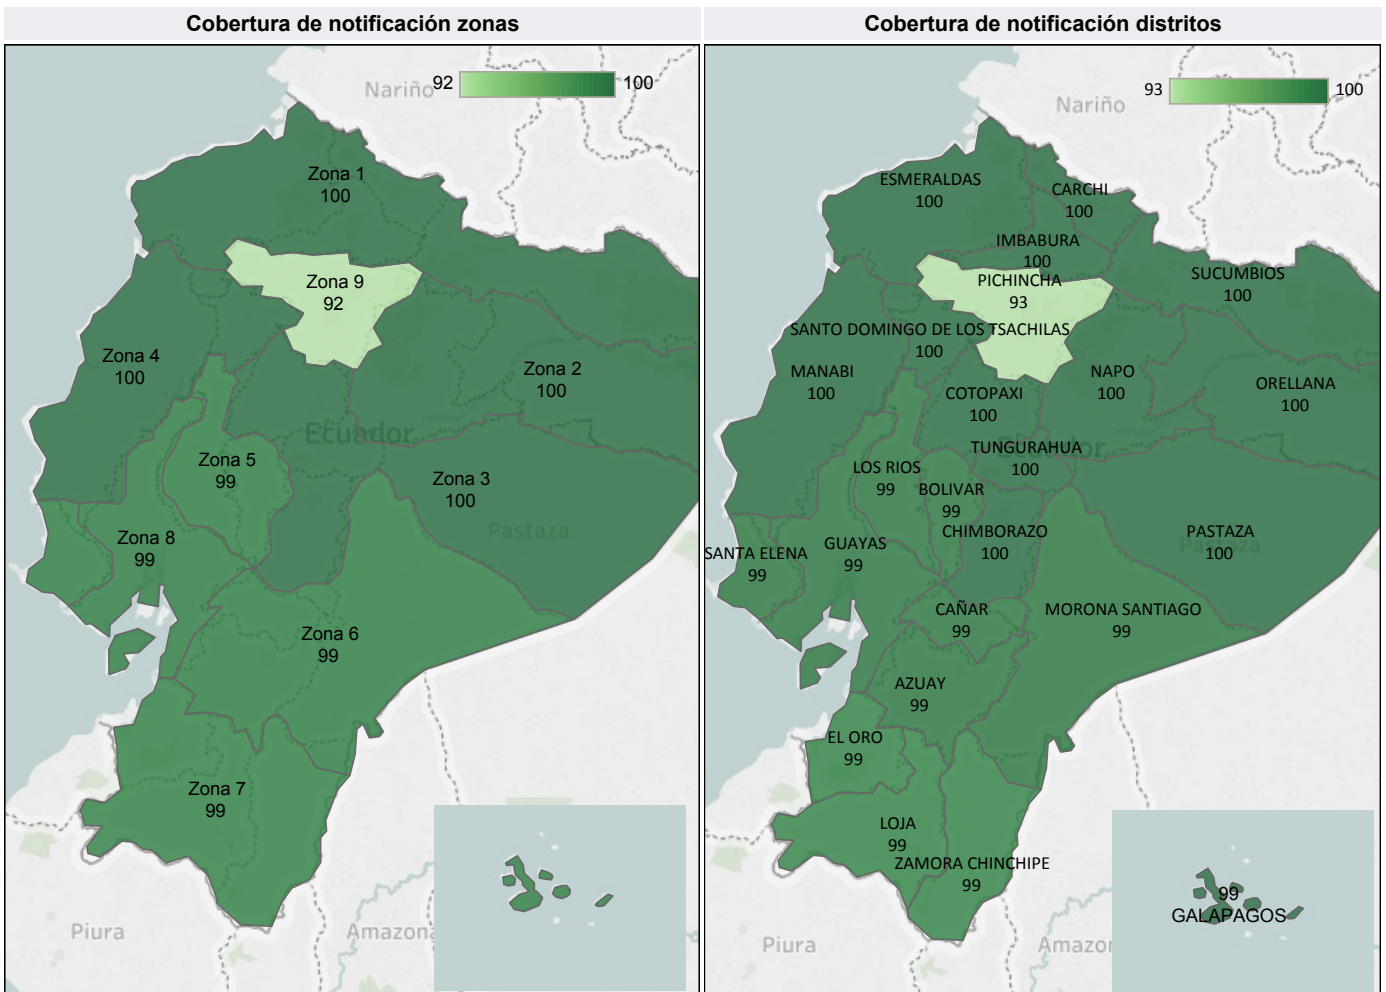 Cobertura de notificación zonas
Nariño
92
100
Zona 1
100
Zona 9
92
Zona 4
100
Zona 2
100
Ecuador
Zona 5
99
Zona 3
100
Pastaza
Zona 8
99
Zona 6
99
Zona 7
99
Piura
Amazona
Cobertura de notificación distritos
93
100
Nariño
ESMERALDAS
100
CARCHI
100
IMBABURA
100
SUCUMBIOS
100
PICHINCHA
93
SANTO DOMINGO DE LOS TSACHILAS
100
MANABI
100
NAPO
100
ORELLANA
100
COTOPAXI
100
Ecuador
TUNGURAHUA
100
LOS RIOS
99
BOLIVAR
99
CHIMBORAZO
100
PASTAZA
Pastaza
100
SANTA ELENA
99
GUAYAS
99
CAÑAR
99
MORONA SANTIAGO
99
AZUAY
99
EL ORO
99
LOJA
99
ZAMORA CHINCHIPE
99
99
GALAPAGOS
Piura
Amazon